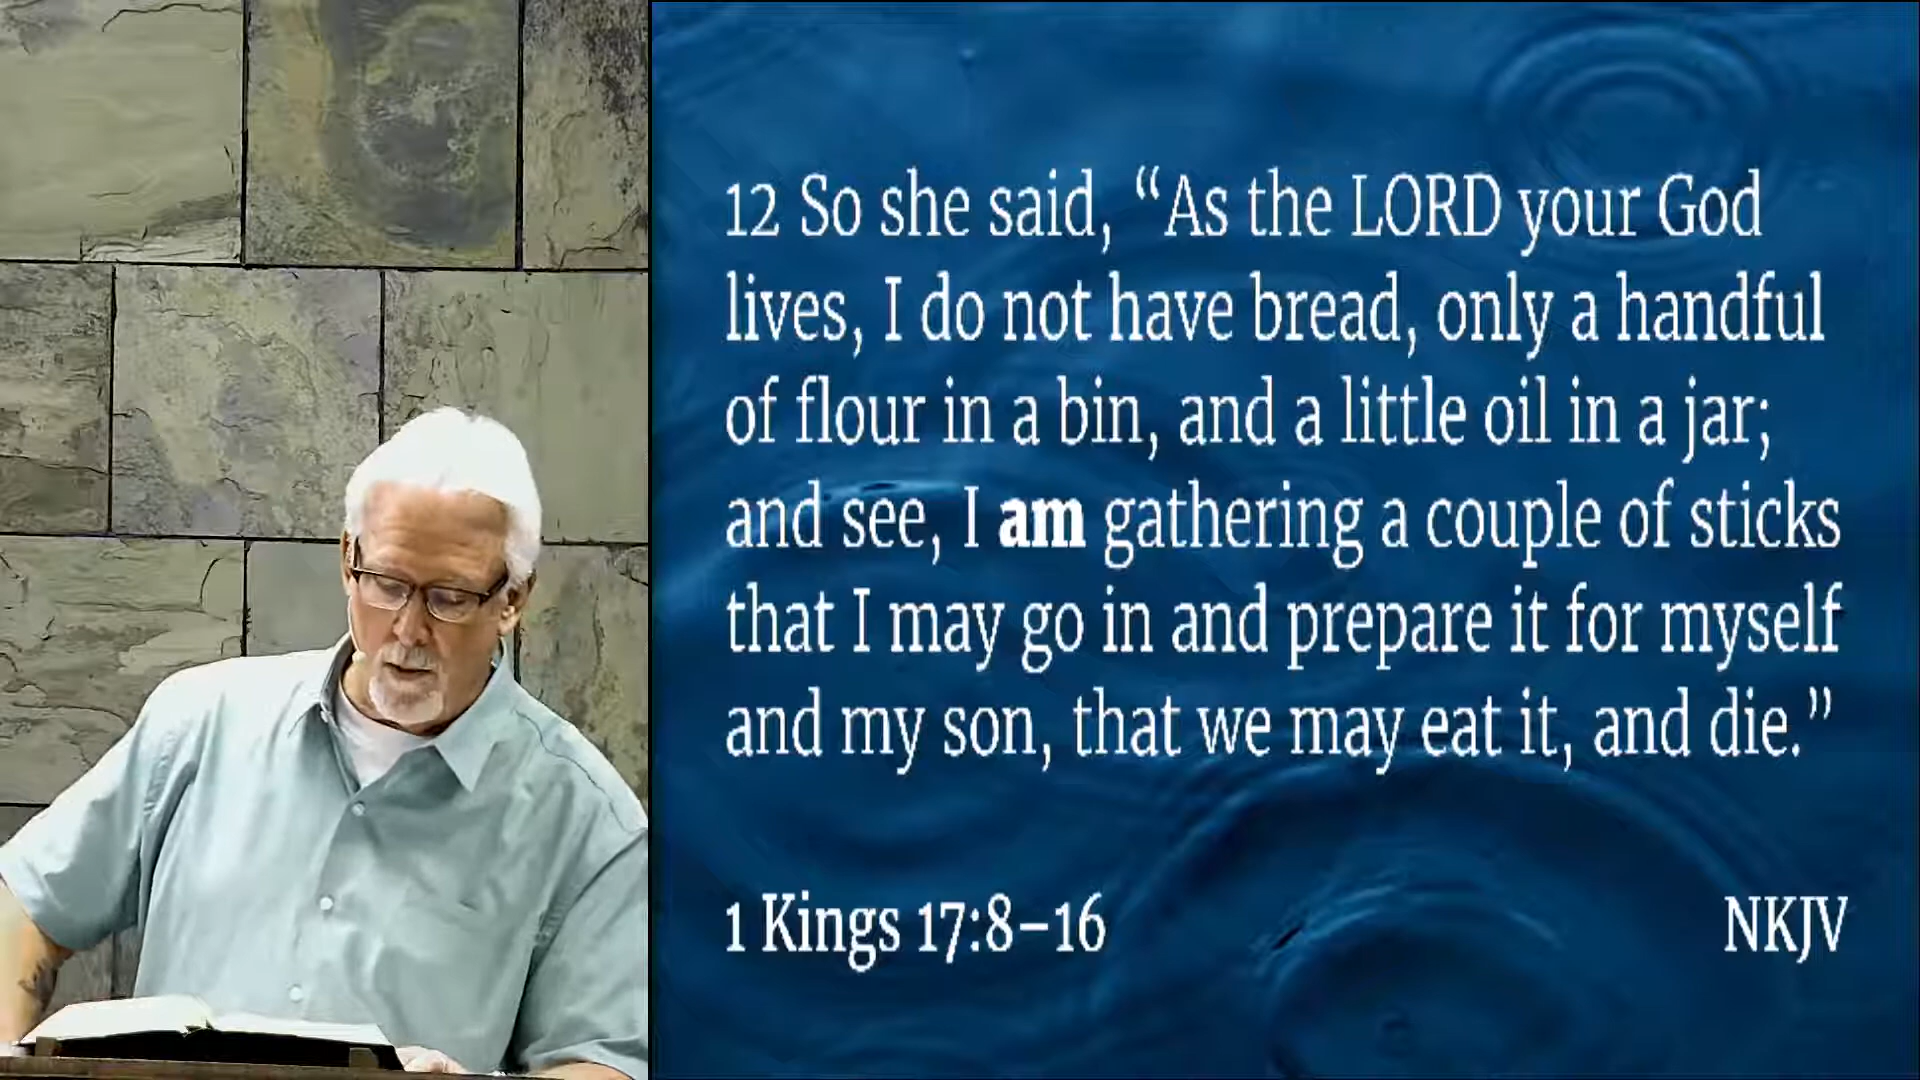 12 So she said, “As the LORD your God
lives, I do not have bread, only a handful
of flour in a bin, and a little oil in a jar;
and see, I am gathering a couple of sticks
that I may go in and prepare it for myself
and my son, that we may eat it, and die.”
1 Kings 17:8–16
NKJV